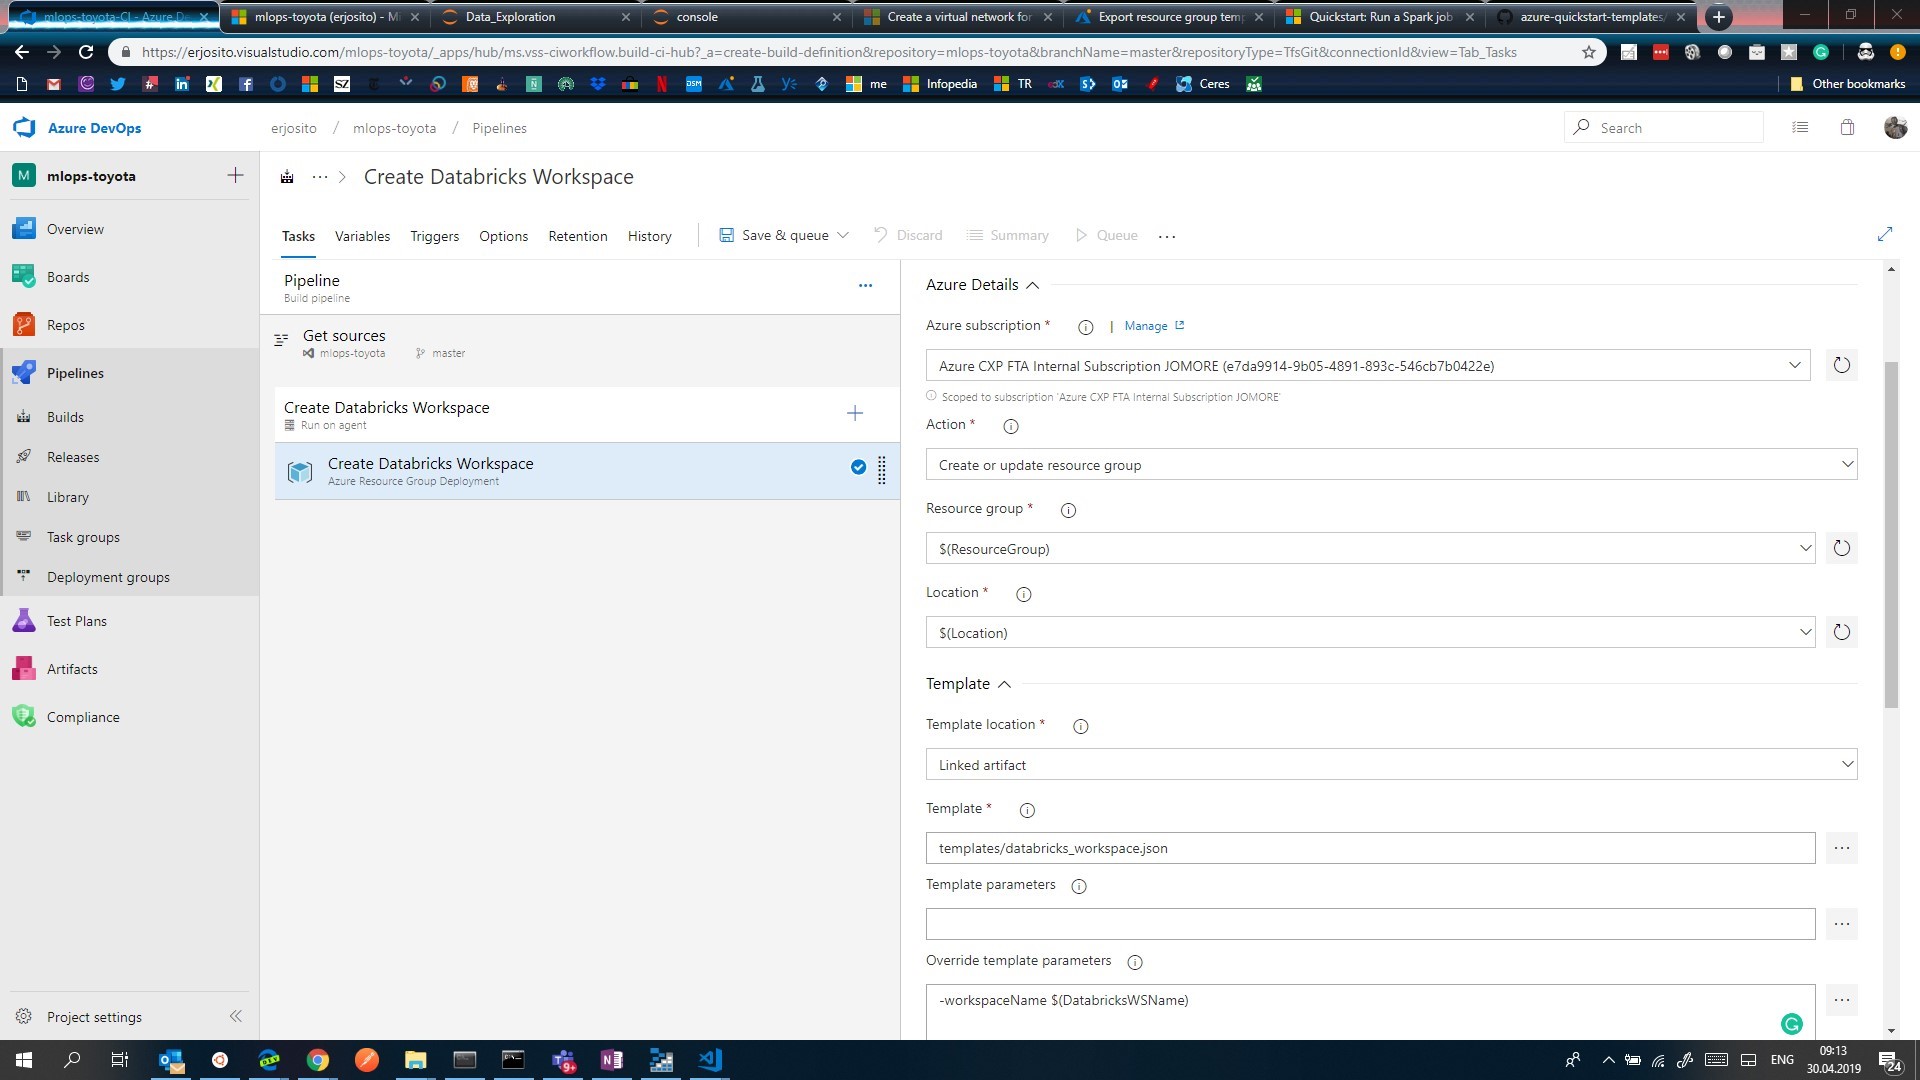 mlops-toyota-CI - Azure De
mlops-toyota (erjosito) - Mi
Data_Exploration
console
Create a virtual network for
Export resource group temp
Quickstart: Run a Spark job
azure-quickstart-templates/
https://erjosito.visualstudio.com/mlops-toyota/_apps/hub/ms.vss-ciworkflow.build-ci-hub?_a=create-build-definition&repository=mlops-toyota&branchName=master&repositoryType=TfsGit&connectionId&view=Tab_Tasks
SZ
me
Infopedia
TR
Ceres
Other bookmarks
Azure DevOps
erjosito / mlops-toyota / Pipelines
Search
M mlops-toyota
··· > Create Databricks Workspace
Overview
Boards
Repos
Pipelines
Builds
Releases
Library
Task groups
Deployment groups
Test Plans
Artifacts
Compliance
Project settings
Tasks Variables Triggers Options Retention History Save & queue Discard Summary Queue ...
Pipeline
Build pipeline
Get sources
mlops-toyota master
Create Databricks Workspace
Run on agent
Create Databricks Workspace
Azure Resource Group Deployment
Azure Details
Azure subscription * | Manage
Azure CXP FTA Internal Subscription JOMORE (e7da9914-9b05-4891-893c-546cb7b0422e)
Scoped to subscription 'Azure CXP FTA Internal Subscription JOMORE'
Action *
Create or update resource group
Resource group *
$(ResourceGroup)
Location *
$(Location)
Template
Template location *
Linked artifact
Template *
templates/databricks_workspace.json
Template parameters
Override template parameters
-workspaceName $(DatabricksWSName)
9+
ENG
09:13
30.04.2019
24